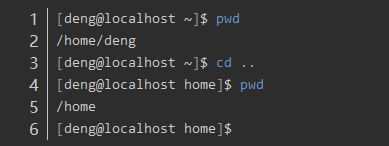 1 [deng@localhost ~]$ pwd
2 /home/deng
3 [deng@localhost ~]$ cd ..
4 [deng@localhost home]$ pwd
5 /home
6 [deng@localhost home]$